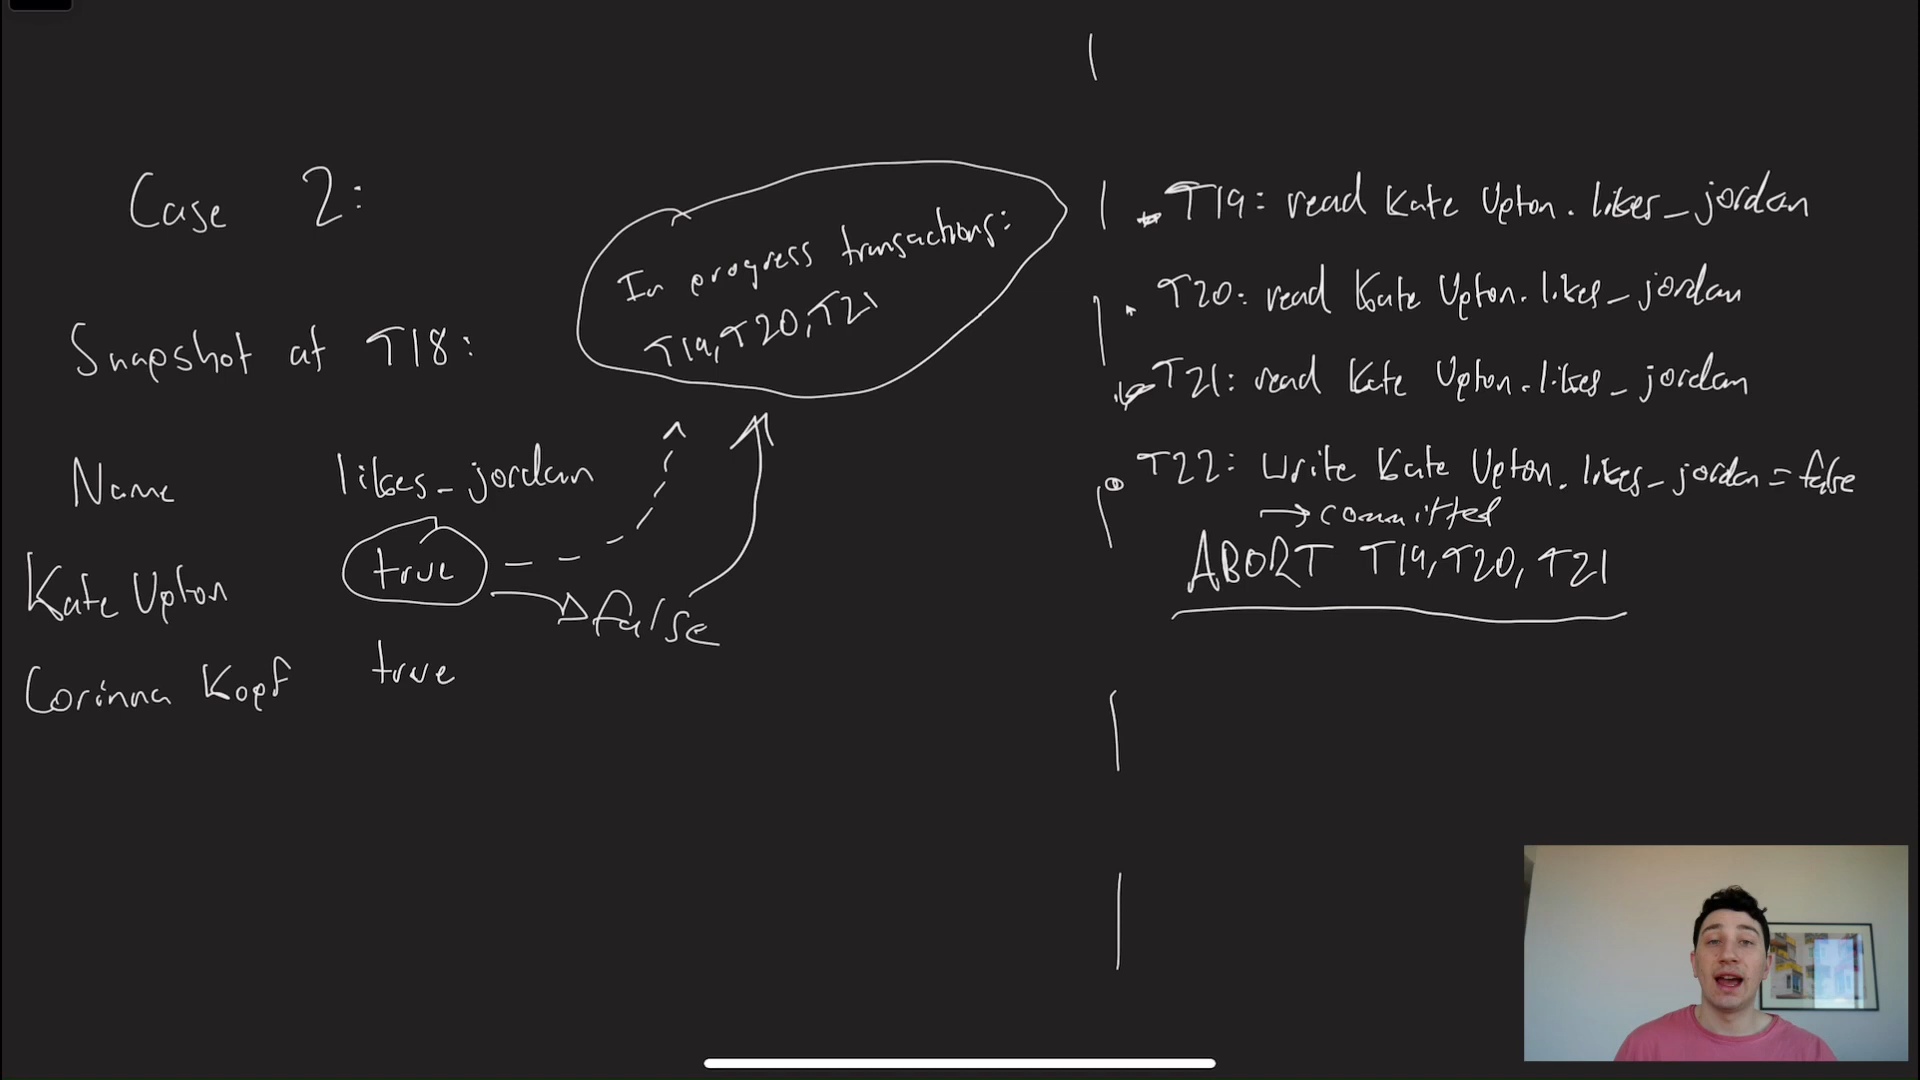 Case 2:
In progress transactions:
T19, T20, T21
Snapshot at T18:
Name likes_jordan
Kate Upton true
false
Corinna Kopf true
T19: read Kate Upton.likes_jordan
T20: read Kate Upton.likes_jordan
T21: read Kate Upton.likes_jordan
T22: write Kate Upton.likes_jordan = false
→ committed
ABORT T19, T20, T21